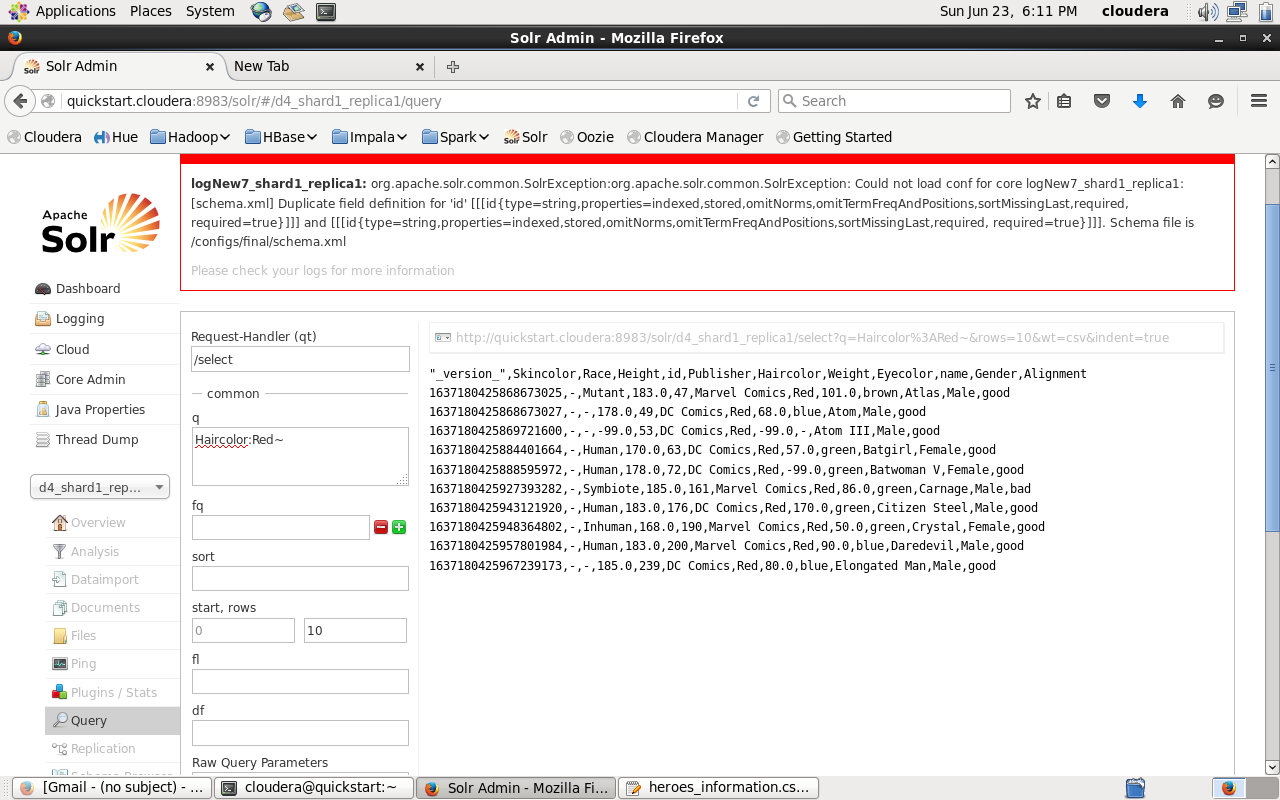 Applications Places System Sun Jun 23, 6:11 PM cloudera
Solr Admin - Mozilla Firefox
Solr Admin New Tab
quickstart.cloudera:8983/solr/#/d4_shard1_replica1/query Search
Cloudera Hue Hadoop HBase Impala Spark Solr Oozie Cloudera Manager Getting Started
Apache
Solr
Dashboard
Logging
Cloud
Core Admin
Java Properties
Thread Dump
d4_shard1_rep...
Overview
Analysis
Dataimport
Documents
Files
Ping
Plugins / Stats
Query
Replication
Schema Browser
logNew7_shard1_replica1: org.apache.solr.common.SolrException:org.apache.solr.common.SolrException: Could not load conf for core logNew7_shard1_replica1:
[schema.xml] Duplicate field definition for 'id' [[[id{type=string,properties=indexed,stored,omitNorms,omitTermFreqAndPositions,sortMissingLast,required,
required=true}]]] and [[[id{type=string,properties=indexed,stored,omitNorms,omitTermFreqAndPositions,sortMissingLast,required, required=true}]]]. Schema file is
/configs/final/schema.xml
Please check your logs for more information
Request-Handler (qt)
/select
common
q
Haircolor:Red~
fq
sort
start, rows
0 10
fl
df
Raw Query Parameters
http://quickstart.cloudera:8983/solr/d4_shard1_replica1/select?q=Haircolor%3ARed~&rows=10&wt=csv&indent=true
"_version_",Skincolor,Race,Height,id,Publisher,Haircolor,Weight,Eyecolor,name,Gender,Alignment
1637180425868673025,-,Mutant,183.0,47,Marvel Comics,Red,101.0,brown,Atlas,Male,good
1637180425868673027,-,-,178.0,49,DC Comics,Red,68.0,blue,Atom,Male,good
1637180425869721600,-,-,-99.0,53,DC Comics,Red,-99.0,-,Atom III,Male,good
1637180425884401664,-,Human,170.0,63,DC Comics,Red,57.0,green,Batgirl,Female,good
1637180425888595972,-,Human,178.0,72,DC Comics,Red,-99.0,green,Batwoman V,Female,good
1637180425927393282,-,Symbiote,185.0,161,Marvel Comics,Red,86.0,green,Carnage,Male,bad
1637180425943121920,-,Human,183.0,176,DC Comics,Red,170.0,green,Citizen Steel,Male,good
1637180425948364802,-,Inhuman,168.0,190,Marvel Comics,Red,50.0,green,Crystal,Female,good
1637180425957801984,-,Human,183.0,200,Marvel Comics,Red,90.0,blue,Daredevil,Male,good
1637180425967239173,-,-,185.0,239,DC Comics,Red,80.0,blue,Elongated Man,Male,good
[Gmail - (no subject) - ... cloudera@quickstart:~ Solr Admin - Mozilla Fi... heroes_information.cs...